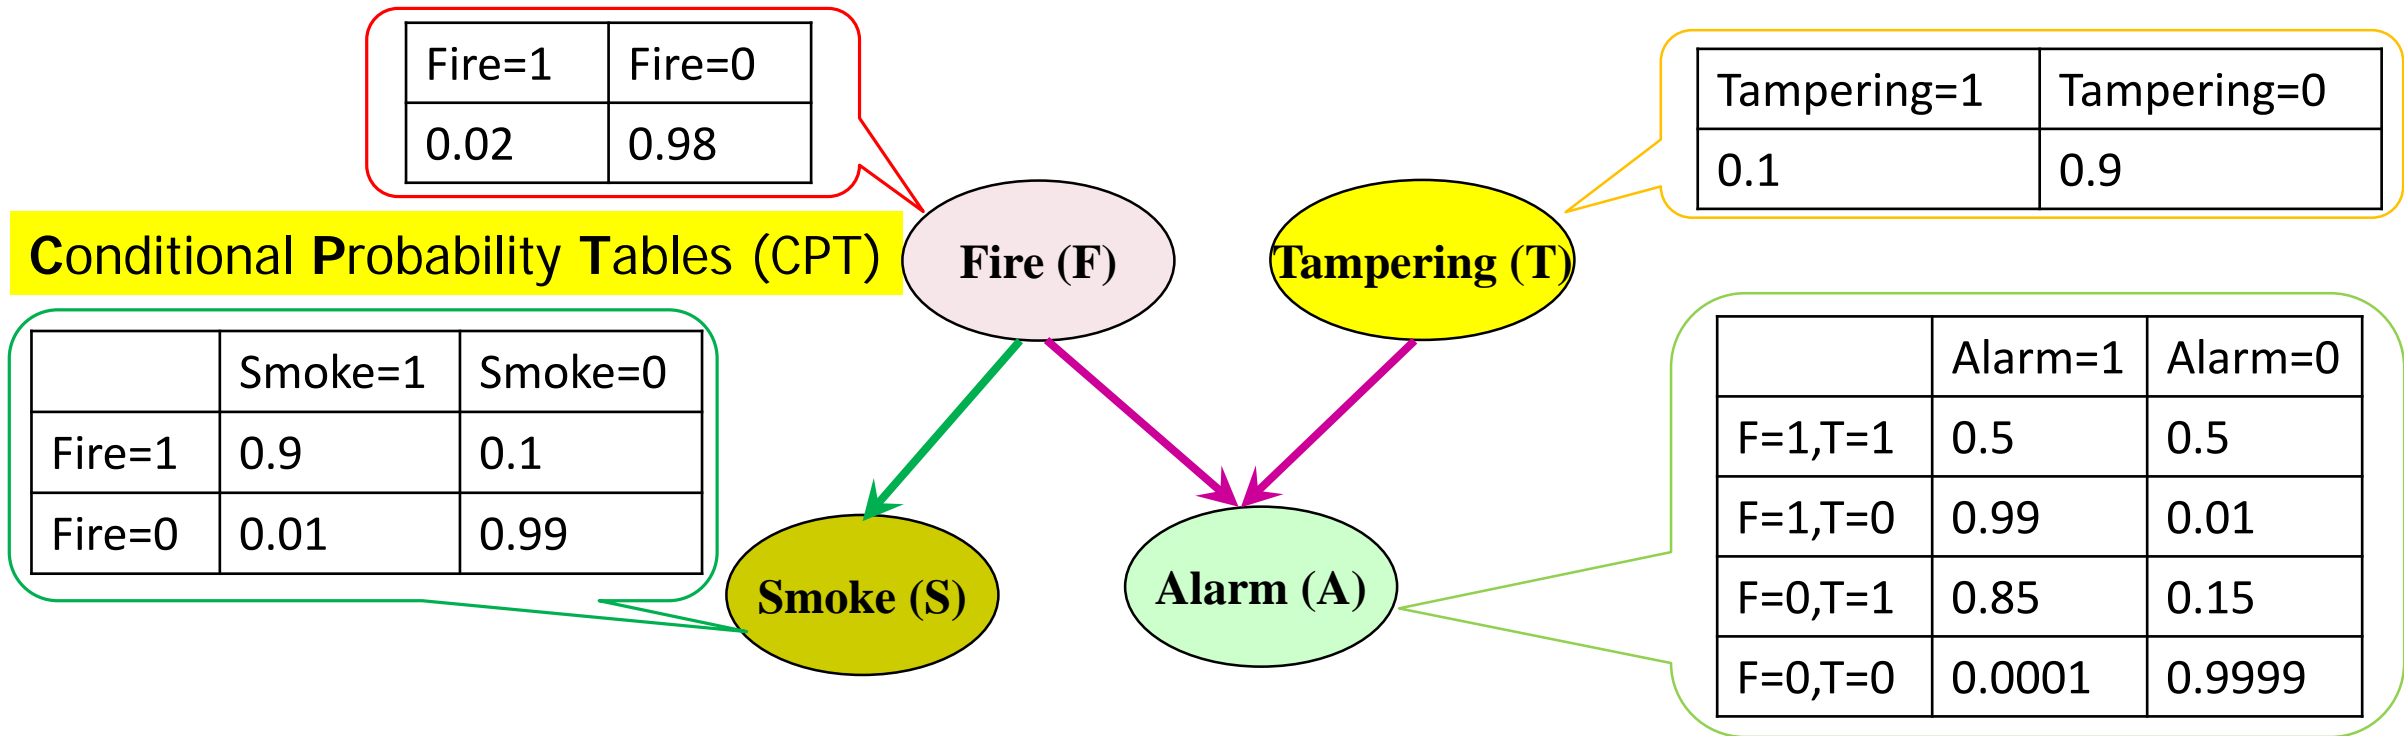 Fire=1 Fire=0
0.02 0.98
Tampering=1 Tampering=0
0.1 0.9
Conditional Probability Tables (CPT)
Fire (F)
Tampering (T)
Smoke=1 Smoke=0
Fire=1 0.9 0.1
Fire=0 0.01 0.99
Smoke (S)
Alarm (A)
Alarm=1 Alarm=0
F=1,T=1 0.5 0.5
F=1,T=0 0.99 0.01
F=0,T=1 0.85 0.15
F=0,T=0 0.0001 0.9999